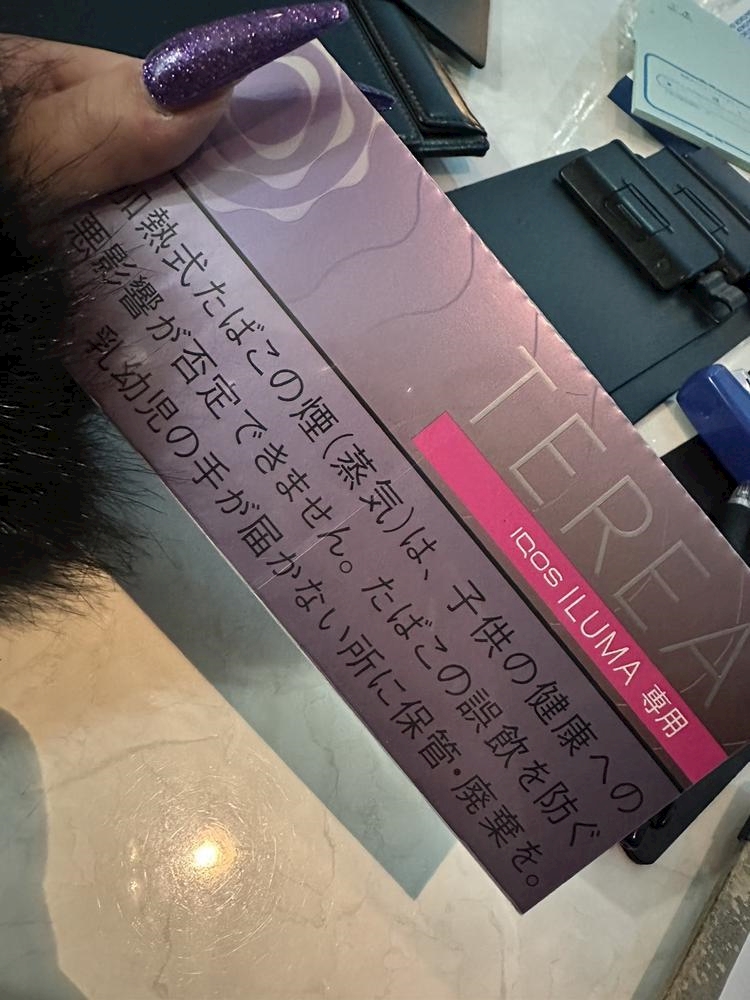 TEREA
IQOS ILUMA 専用
加熱式たばこの煙(蒸気)は、子供の健康への
悪影響が否定できません。たばこの誤飲を防ぐ
乳幼児の手が届かない所に保管・廃棄を。